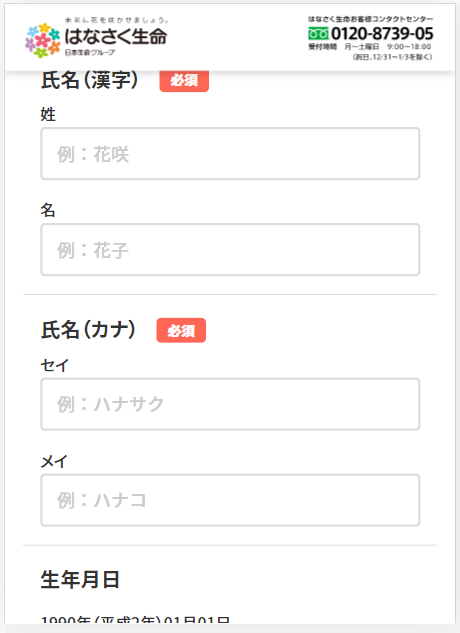 未来に花を咲かせましょう。
はなさく生命
日本生命グループ
はなさく生命お客様コンタクトセンター
0120-8739-05
受付時間 月〜土曜日 9:00〜18:00
(祝日、12/31〜1/3を除く)
氏名（漢字） 必須
姓
例：花咲
名
例：花子
氏名（カナ） 必須
セイ
例：ハナサク
メイ
例：ハナコ
生年月日
1990年（平成2年）01月01日